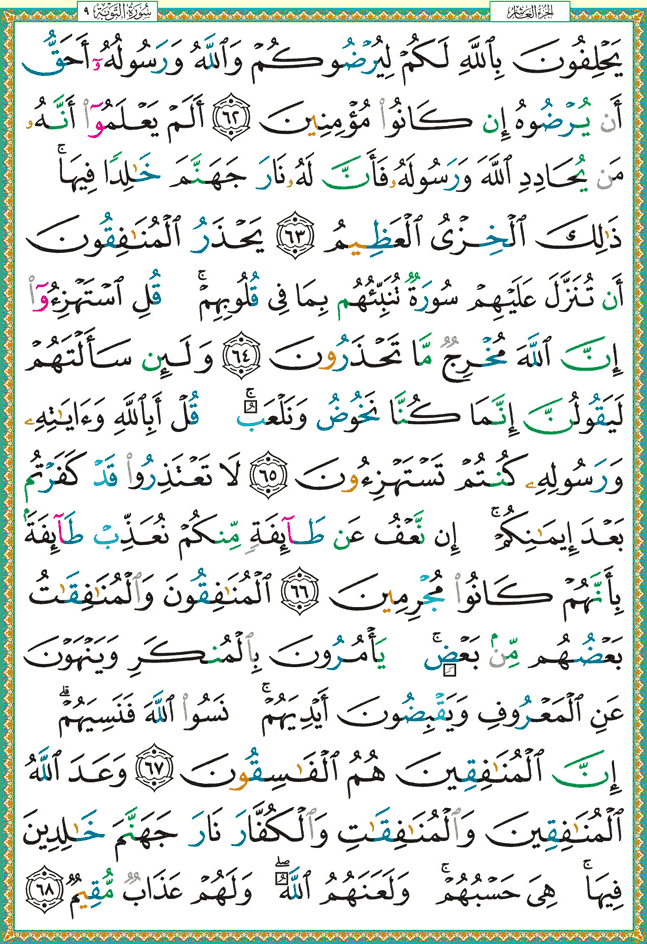 الجزء العاشر
سورة التوبة ٩
يَحْلِفُونَ بِٱللَّهِ لَكُمْ لِيُرْضُوكُمْ وَٱللَّهُ وَرَسُولُهُۥٓ أَحَقُّ
أَن يُرْضُوهُ إِن كَانُوا۟ مُؤْمِنِينَ ﴿٦٢﴾ أَلَمْ يَعْلَمُوٓا۟ أَنَّهُۥ
مَن يُحَادِدِ ٱللَّهَ وَرَسُولَهُۥ فَأَنَّ لَهُۥ نَارَ جَهَنَّمَ خَٰلِدًا فِيهَا ۚ
ذَٰلِكَ ٱلْخِزْىُ ٱلْعَظِيمُ ﴿٦٣﴾ يَحْذَرُ ٱلْمُنَٰفِقُونَ
أَن تُنَزَّلَ عَلَيْهِمْ سُورَةٌ تُنَبِّئُهُم بِمَا فِى قُلُوبِهِمْ ۚ قُلِ ٱسْتَهْزِءُوٓا۟
إِنَّ ٱللَّهَ مُخْرِجٌ مَّا تَحْذَرُونَ ﴿٦٤﴾ وَلَئِن سَأَلْتَهُمْ
لَيَقُولُنَّ إِنَّمَا كُنَّا نَخُوضُ وَنَلْعَبُ ۚ قُلْ أَبِٱللَّهِ وَءَايَٰتِهِۦ
وَرَسُولِهِۦ كُنتُمْ تَسْتَهْزِءُونَ ﴿٦٥﴾ لَا تَعْتَذِرُوا۟ قَدْ كَفَرْتُم
بَعْدَ إِيمَٰنِكُمْ ۚ إِن نَّعْفُ عَن طَآئِفَةٍ مِّنكُمْ نُعَذِّبْ طَآئِفَةًۢ
بِأَنَّهُمْ كَانُوا۟ مُجْرِمِينَ ﴿٦٦﴾ ٱلْمُنَٰفِقُونَ وَٱلْمُنَٰفِقَٰتُ
بَعْضُهُم مِّنۢ بَعْضٍ ۚ يَأْمُرُونَ بِٱلْمُنكَرِ وَيَنْهَوْنَ
عَنِ ٱلْمَعْرُوفِ وَيَقْبِضُونَ أَيْدِيَهُمْ ۚ نَسُوا۟ ٱللَّهَ فَنَسِيَهُمْ ۗ
إِنَّ ٱلْمُنَٰفِقِينَ هُمُ ٱلْفَٰسِقُونَ ﴿٦٧﴾ وَعَدَ ٱللَّهُ
ٱلْمُنَٰفِقِينَ وَٱلْمُنَٰفِقَٰتِ وَٱلْكُفَّارَ نَارَ جَهَنَّمَ خَٰلِدِينَ
فِيهَا ۚ هِىَ حَسْبُهُمْ ۚ وَلَعَنَهُمُ ٱللَّهُ ۖ وَلَهُمْ عَذَابٌ مُّقِيمٌ ﴿٦٨﴾